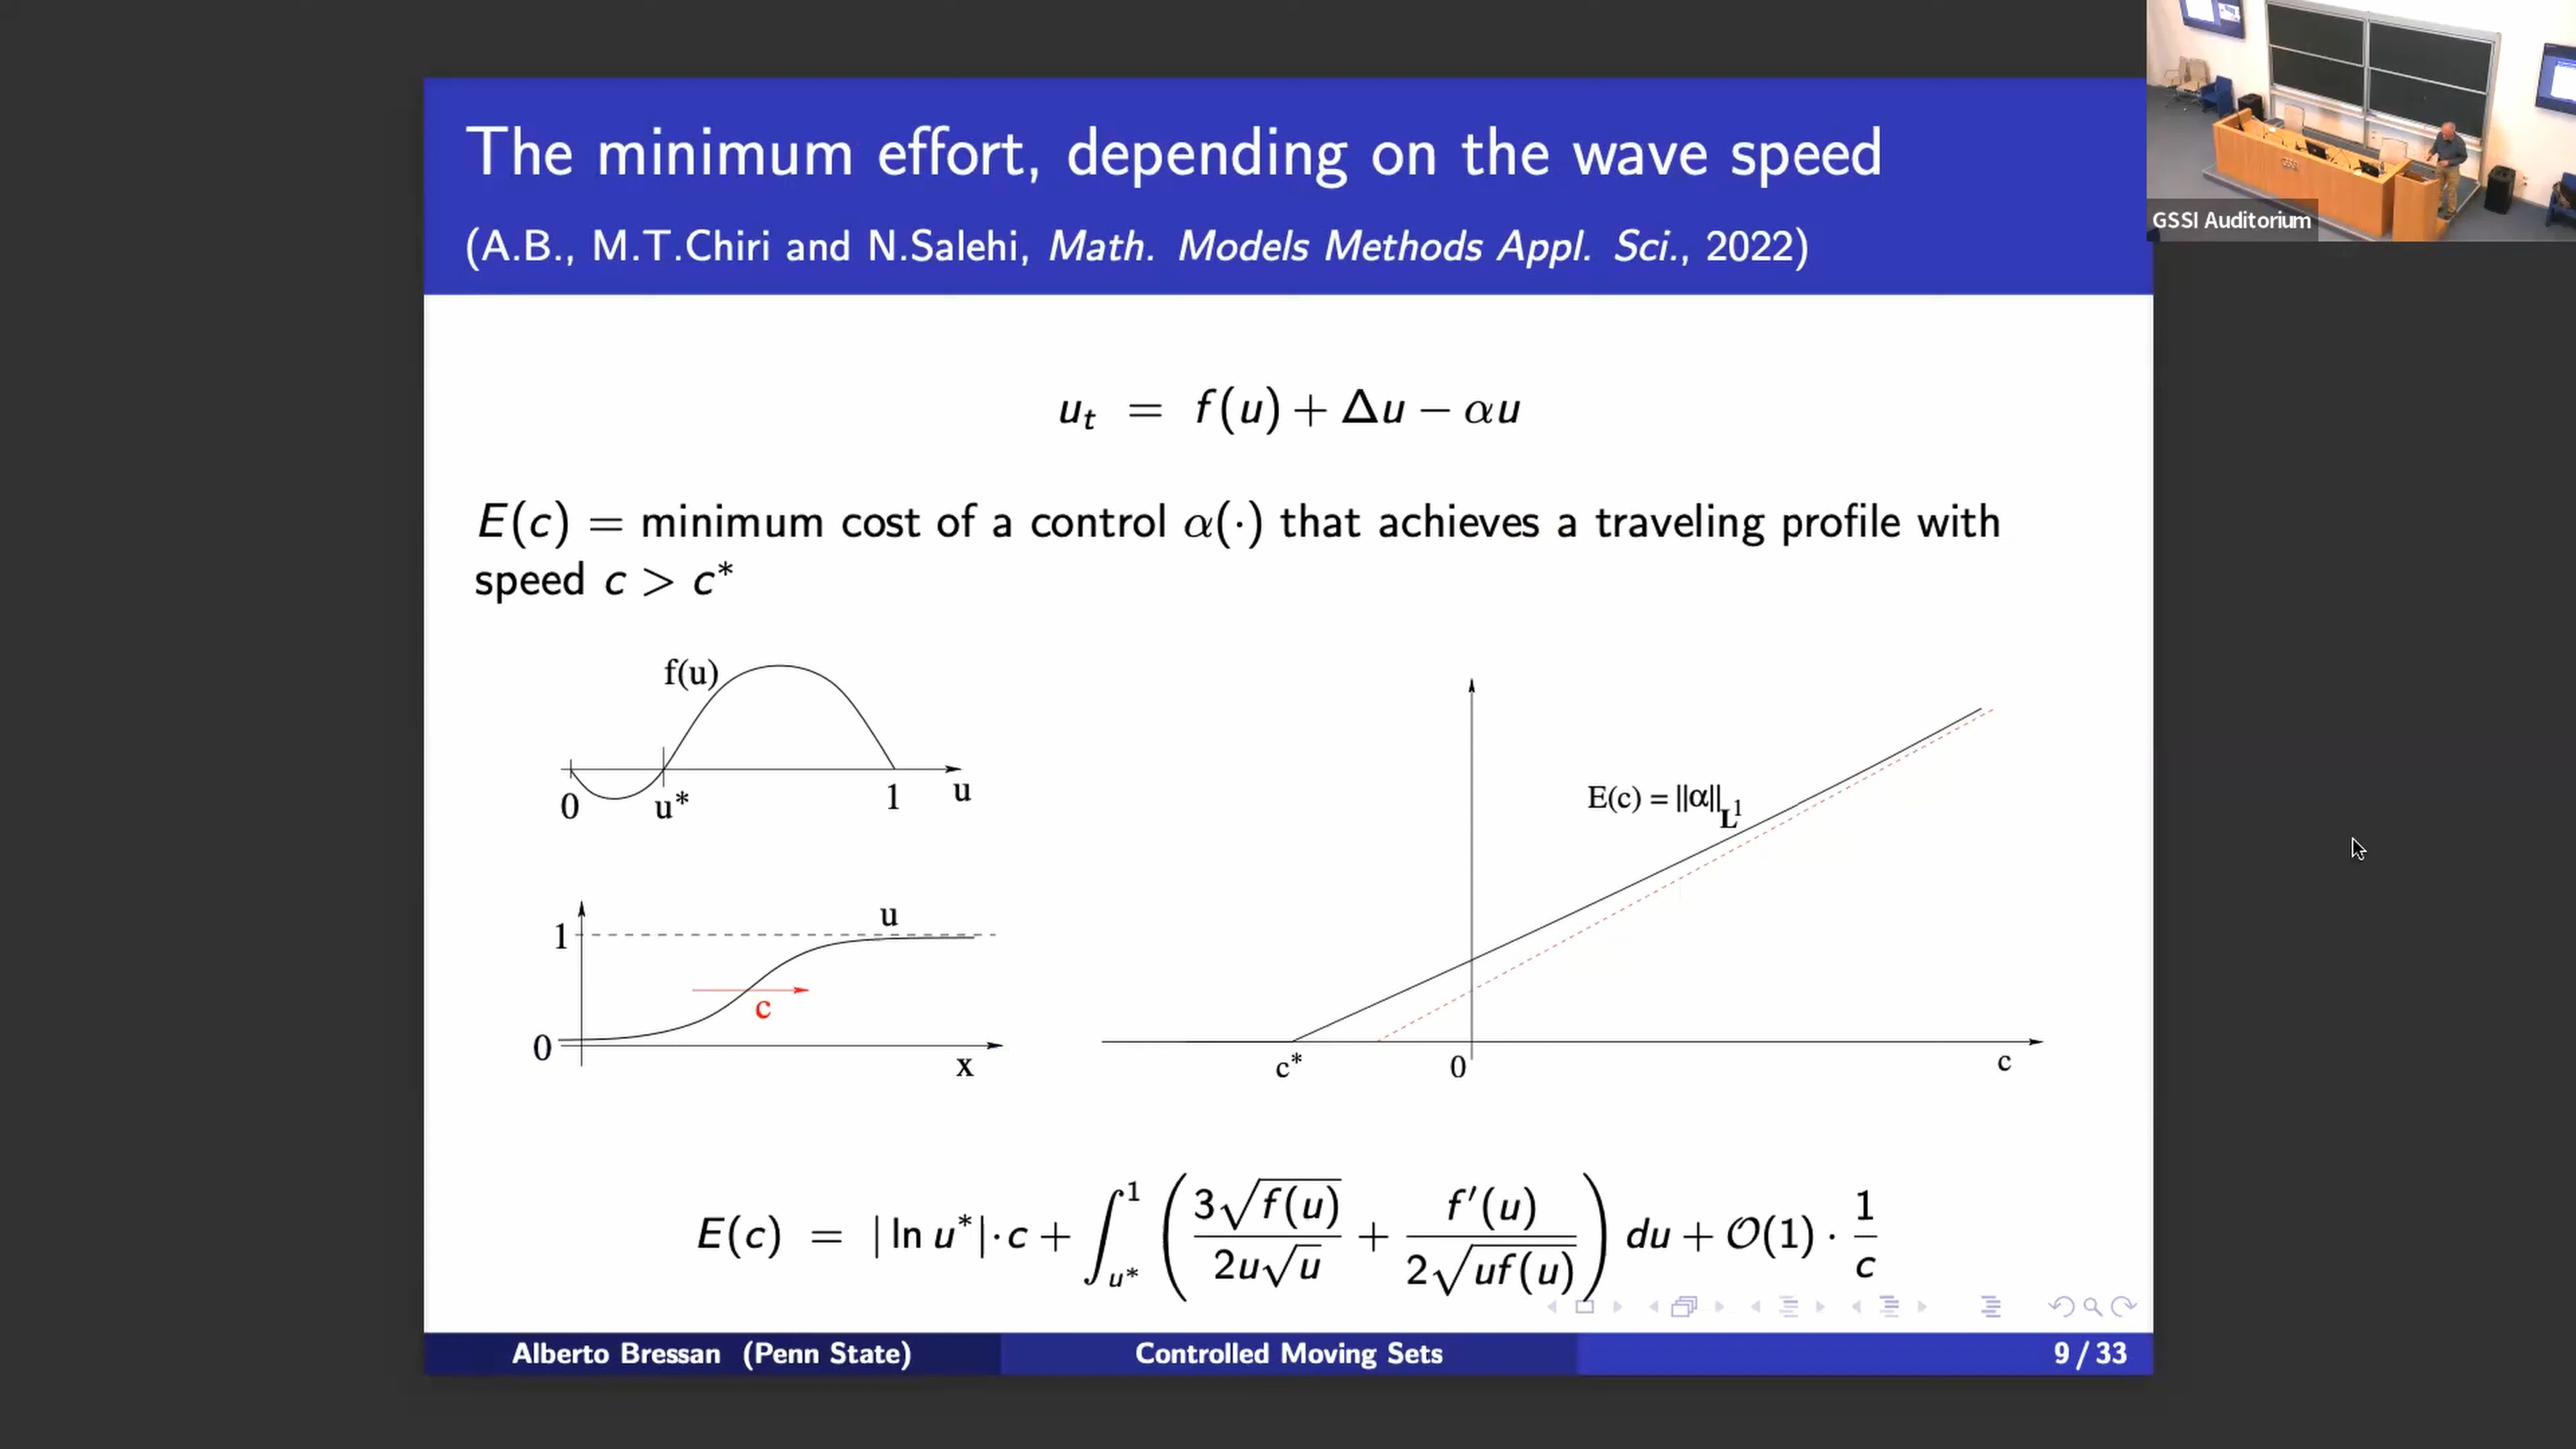 The minimum effort, depending on the wave speed
(A.B., M.T.Chiri and N.Salehi, Math. Models Methods Appl. Sci., 2022)
GSSI Auditorium
u_t = f(u) + Δu − αu
E(c) = minimum cost of a control α(·) that achieves a traveling profile with
speed c > c*
f(u)
0 u* 1 u
1 u
c
0
x
E(c) = ||α||_L¹
c* 0 c
E(c) = |ln u*|·c + ∫_{u*}^{1} ( 3√f(u) / 2u√u + f′(u) / 2√uf(u) ) du + O(1) · 1/c
Alberto Bressan (Penn State) Controlled Moving Sets 9 / 33